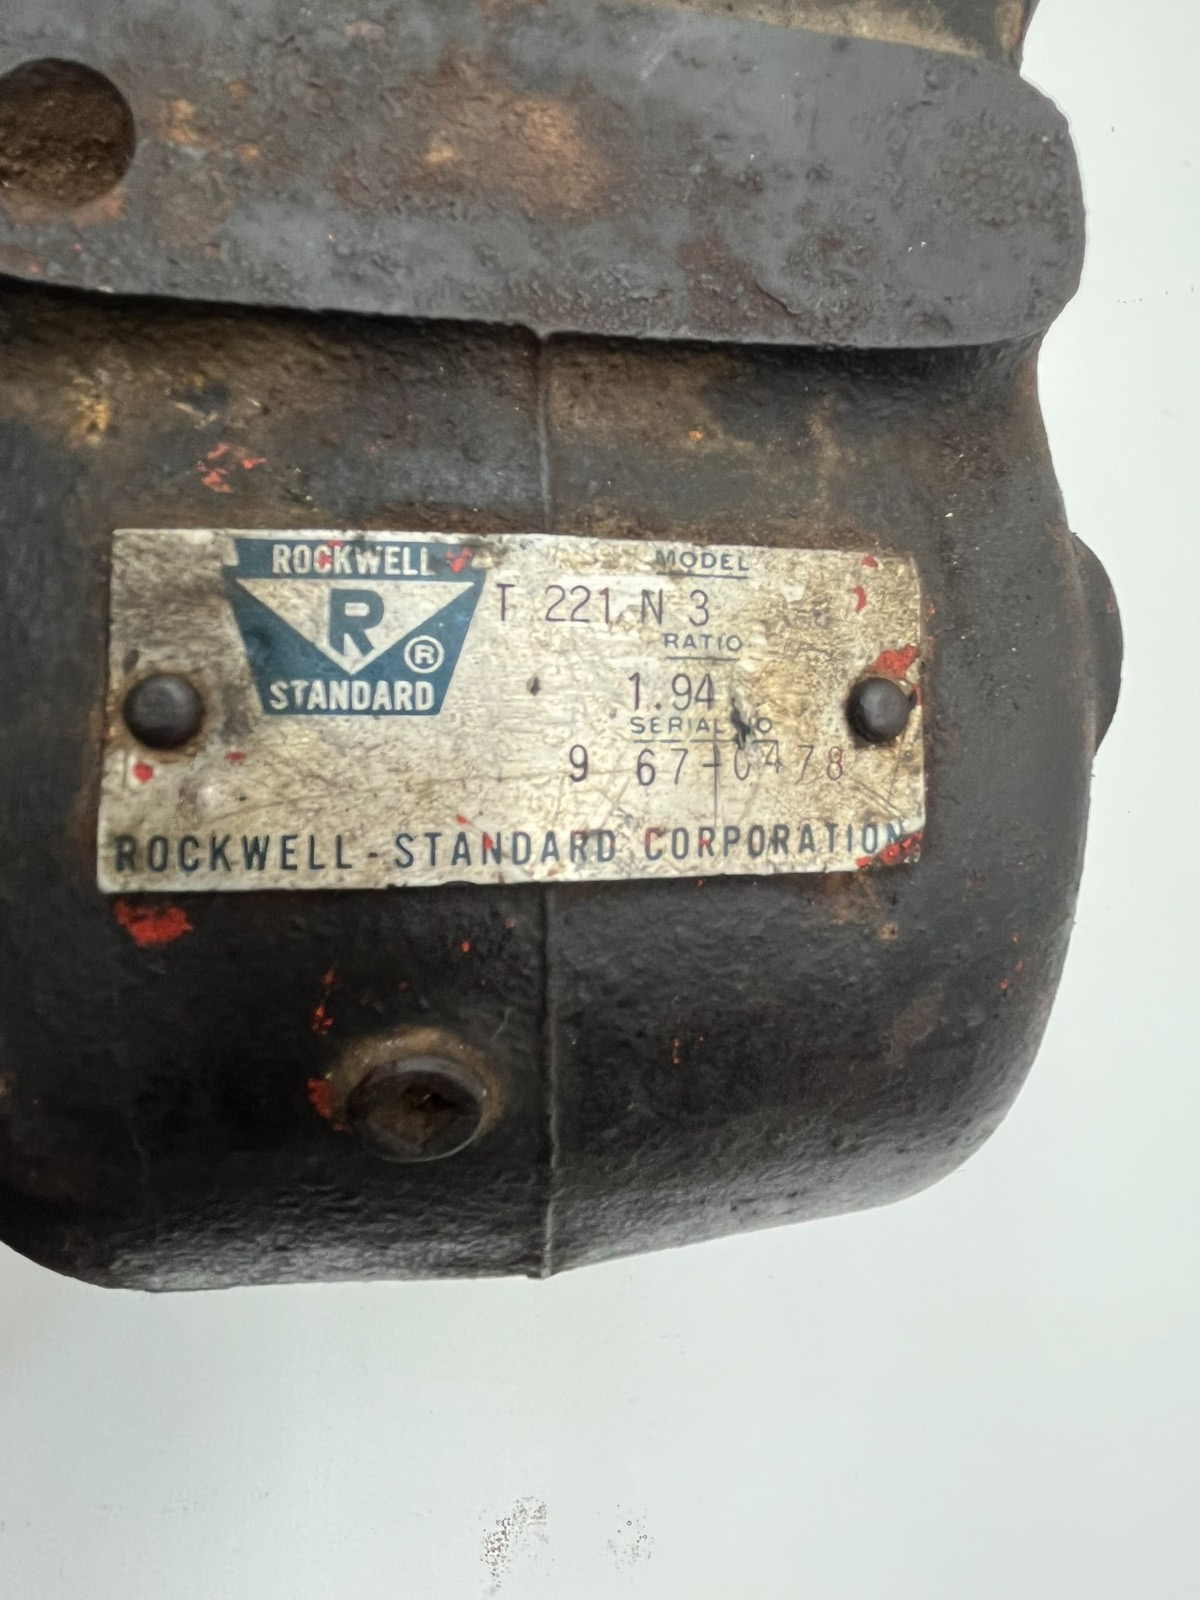 ROCKWELL
R
®
STANDARD
MODEL
T 221 N 3
RATIO
1.94
SERIAL NO
9 67-0478
ROCKWELL-STANDARD CORPORATION